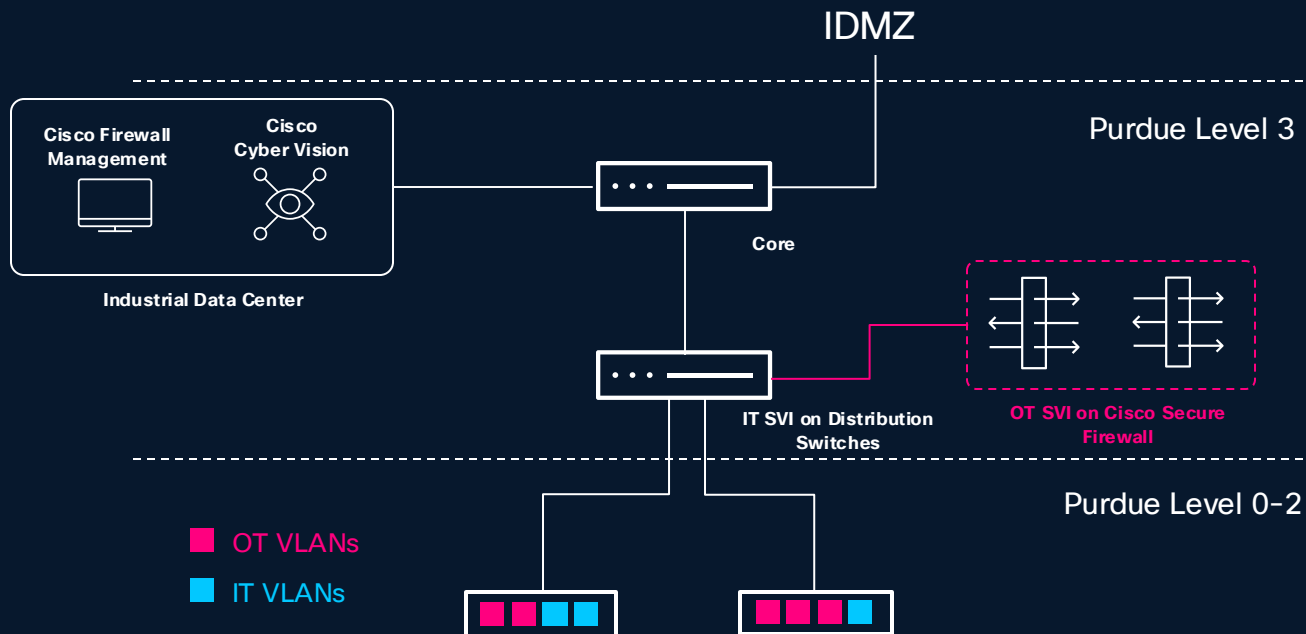 IDMZ
Purdue Level 3
Cisco Firewall
Management
Cisco
Cyber Vision
Industrial Data Center
Core
IT SVI on Distribution
Switches
OT SVI on Cisco Secure
Firewall
Purdue Level 0-2
OT VLANs
IT VLANs